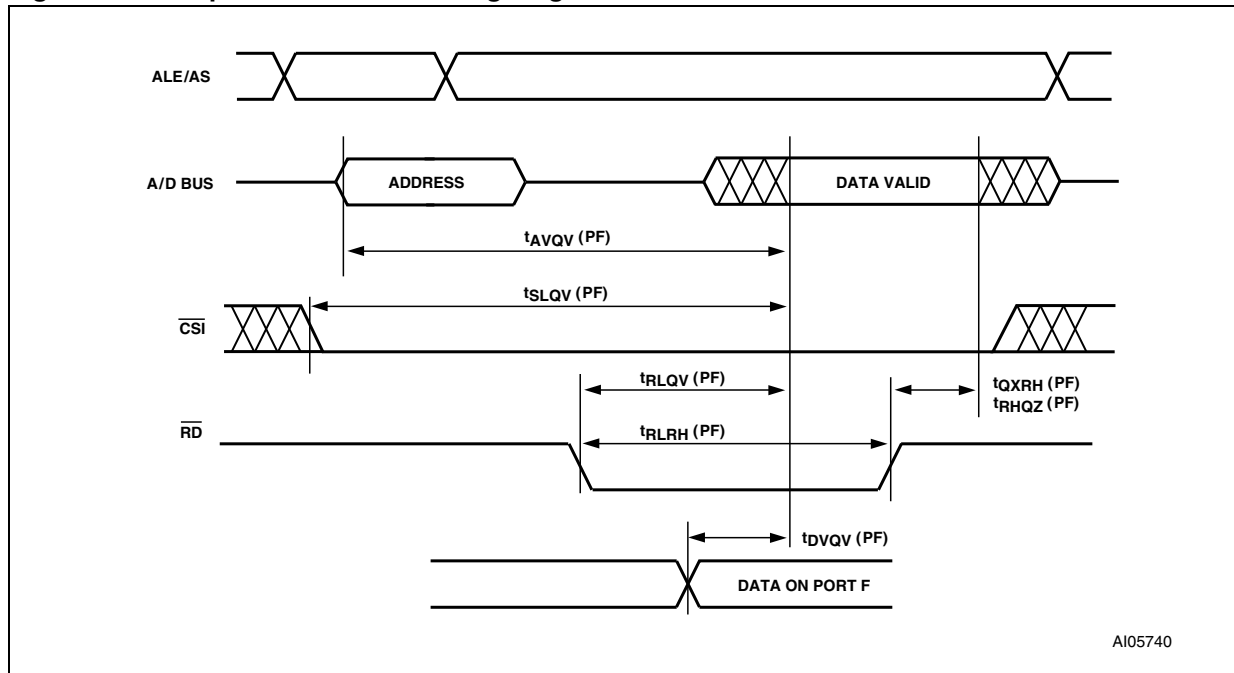 ALE/AS
A/D BUS
ADDRESS
DATA VALID
tAVQV (PF)
tSLQV (PF)
CSI
tRLQV (PF)
tQXRH (PF)
tRHQZ (PF)
RD
tRLRH (PF)
tDVQV (PF)
DATA ON PORT F
AI05740